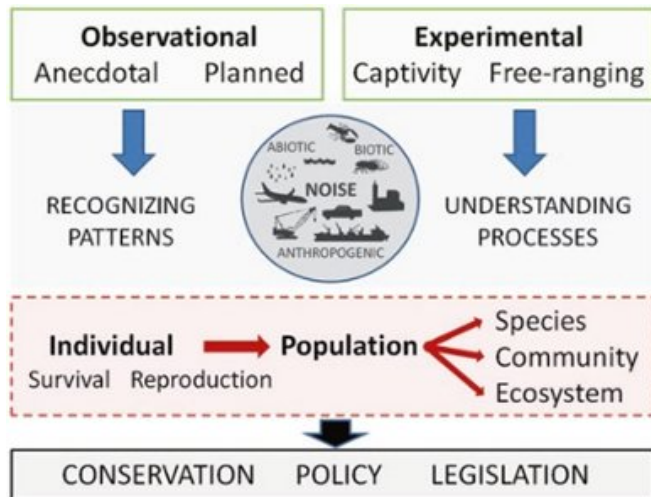 Observational
Anecdotal Planned
Experimental
Captivity Free-ranging
ABIOTIC
BIOTIC
NOISE
ANTHROPOGENIC
RECOGNIZING
PATTERNS
UNDERSTANDING
PROCESSES
Individual
Survival Reproduction
Population
Species
Community
Ecosystem
CONSERVATION POLICY LEGISLATION